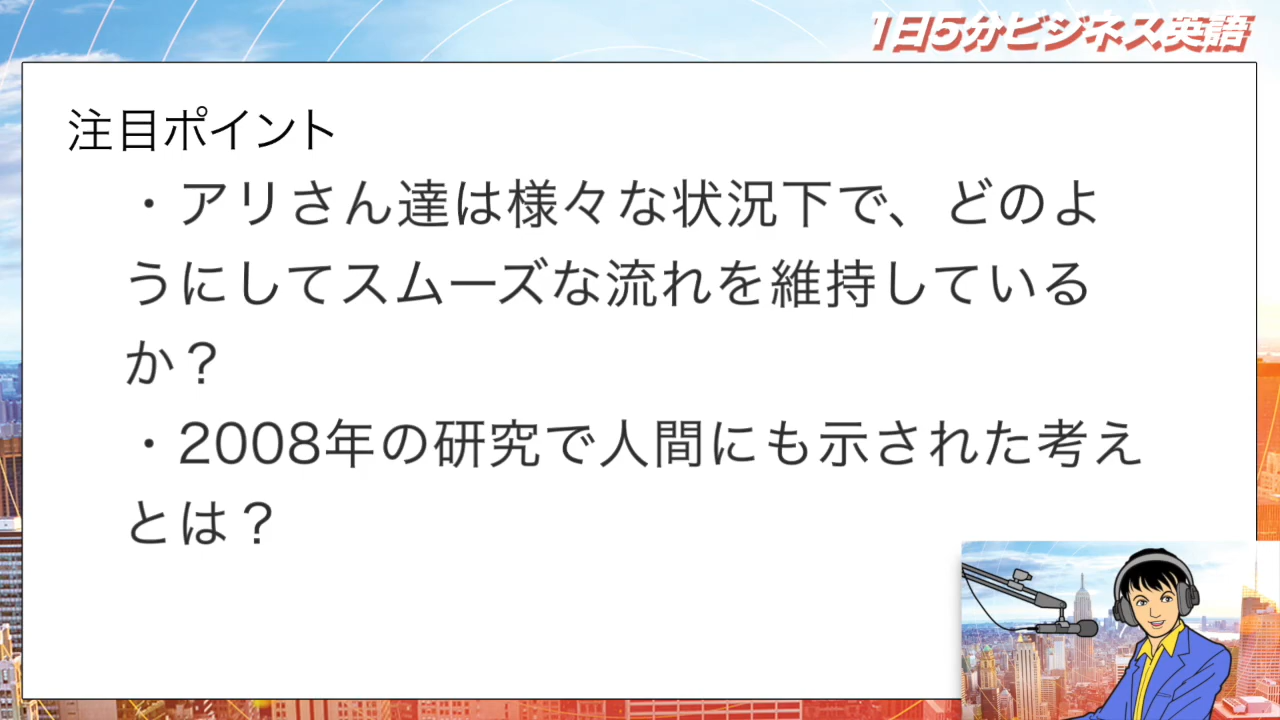 1日5分ビジネス英語
注目ポイント
・アリさん達は様々な状況下で、どのよ
うにしてスムーズな流れを維持している
か？
・2008年の研究で人間にも示された考え
とは？